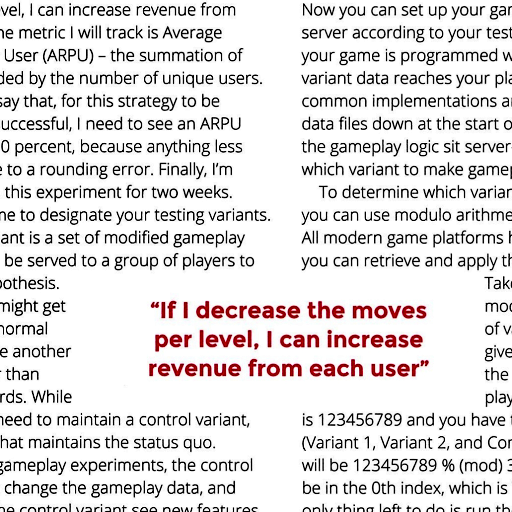 evel, I can increase revenue from
he metric I will track is Average
User (ARPU) – the summation of
ded by the number of unique users.
say that, for this strategy to be
uccessful, I need to see an ARPU
0 percent, because anything less
e to a rounding error. Finally, I'm
this experiment for two weeks.
me to designate your testing variants.
ant is a set of modified gameplay
be served to a group of players to
pothesis.
might get
normal
e another
r than
rds. While
need to maintain a control variant,
hat maintains the status quo.
gameplay experiments, the control
change the gameplay data, and
he control variant see new features
“If I decrease the moves
per level, I can increase
revenue from each user”
Now you can set up your gam
server according to your test
your game is programmed w
variant data reaches your pla
common implementations a
data files down at the start o
the gameplay logic sit server
which variant to make gamep
To determine which varian
you can use modulo arithme
All modern game platforms h
you can retrieve and apply th
Take
mod
of va
give
the
play
is 123456789 and you have t
(Variant 1, Variant 2, and Con
will be 123456789 % (mod) 3
be in the 0th index, which is
only thing left to do is run the